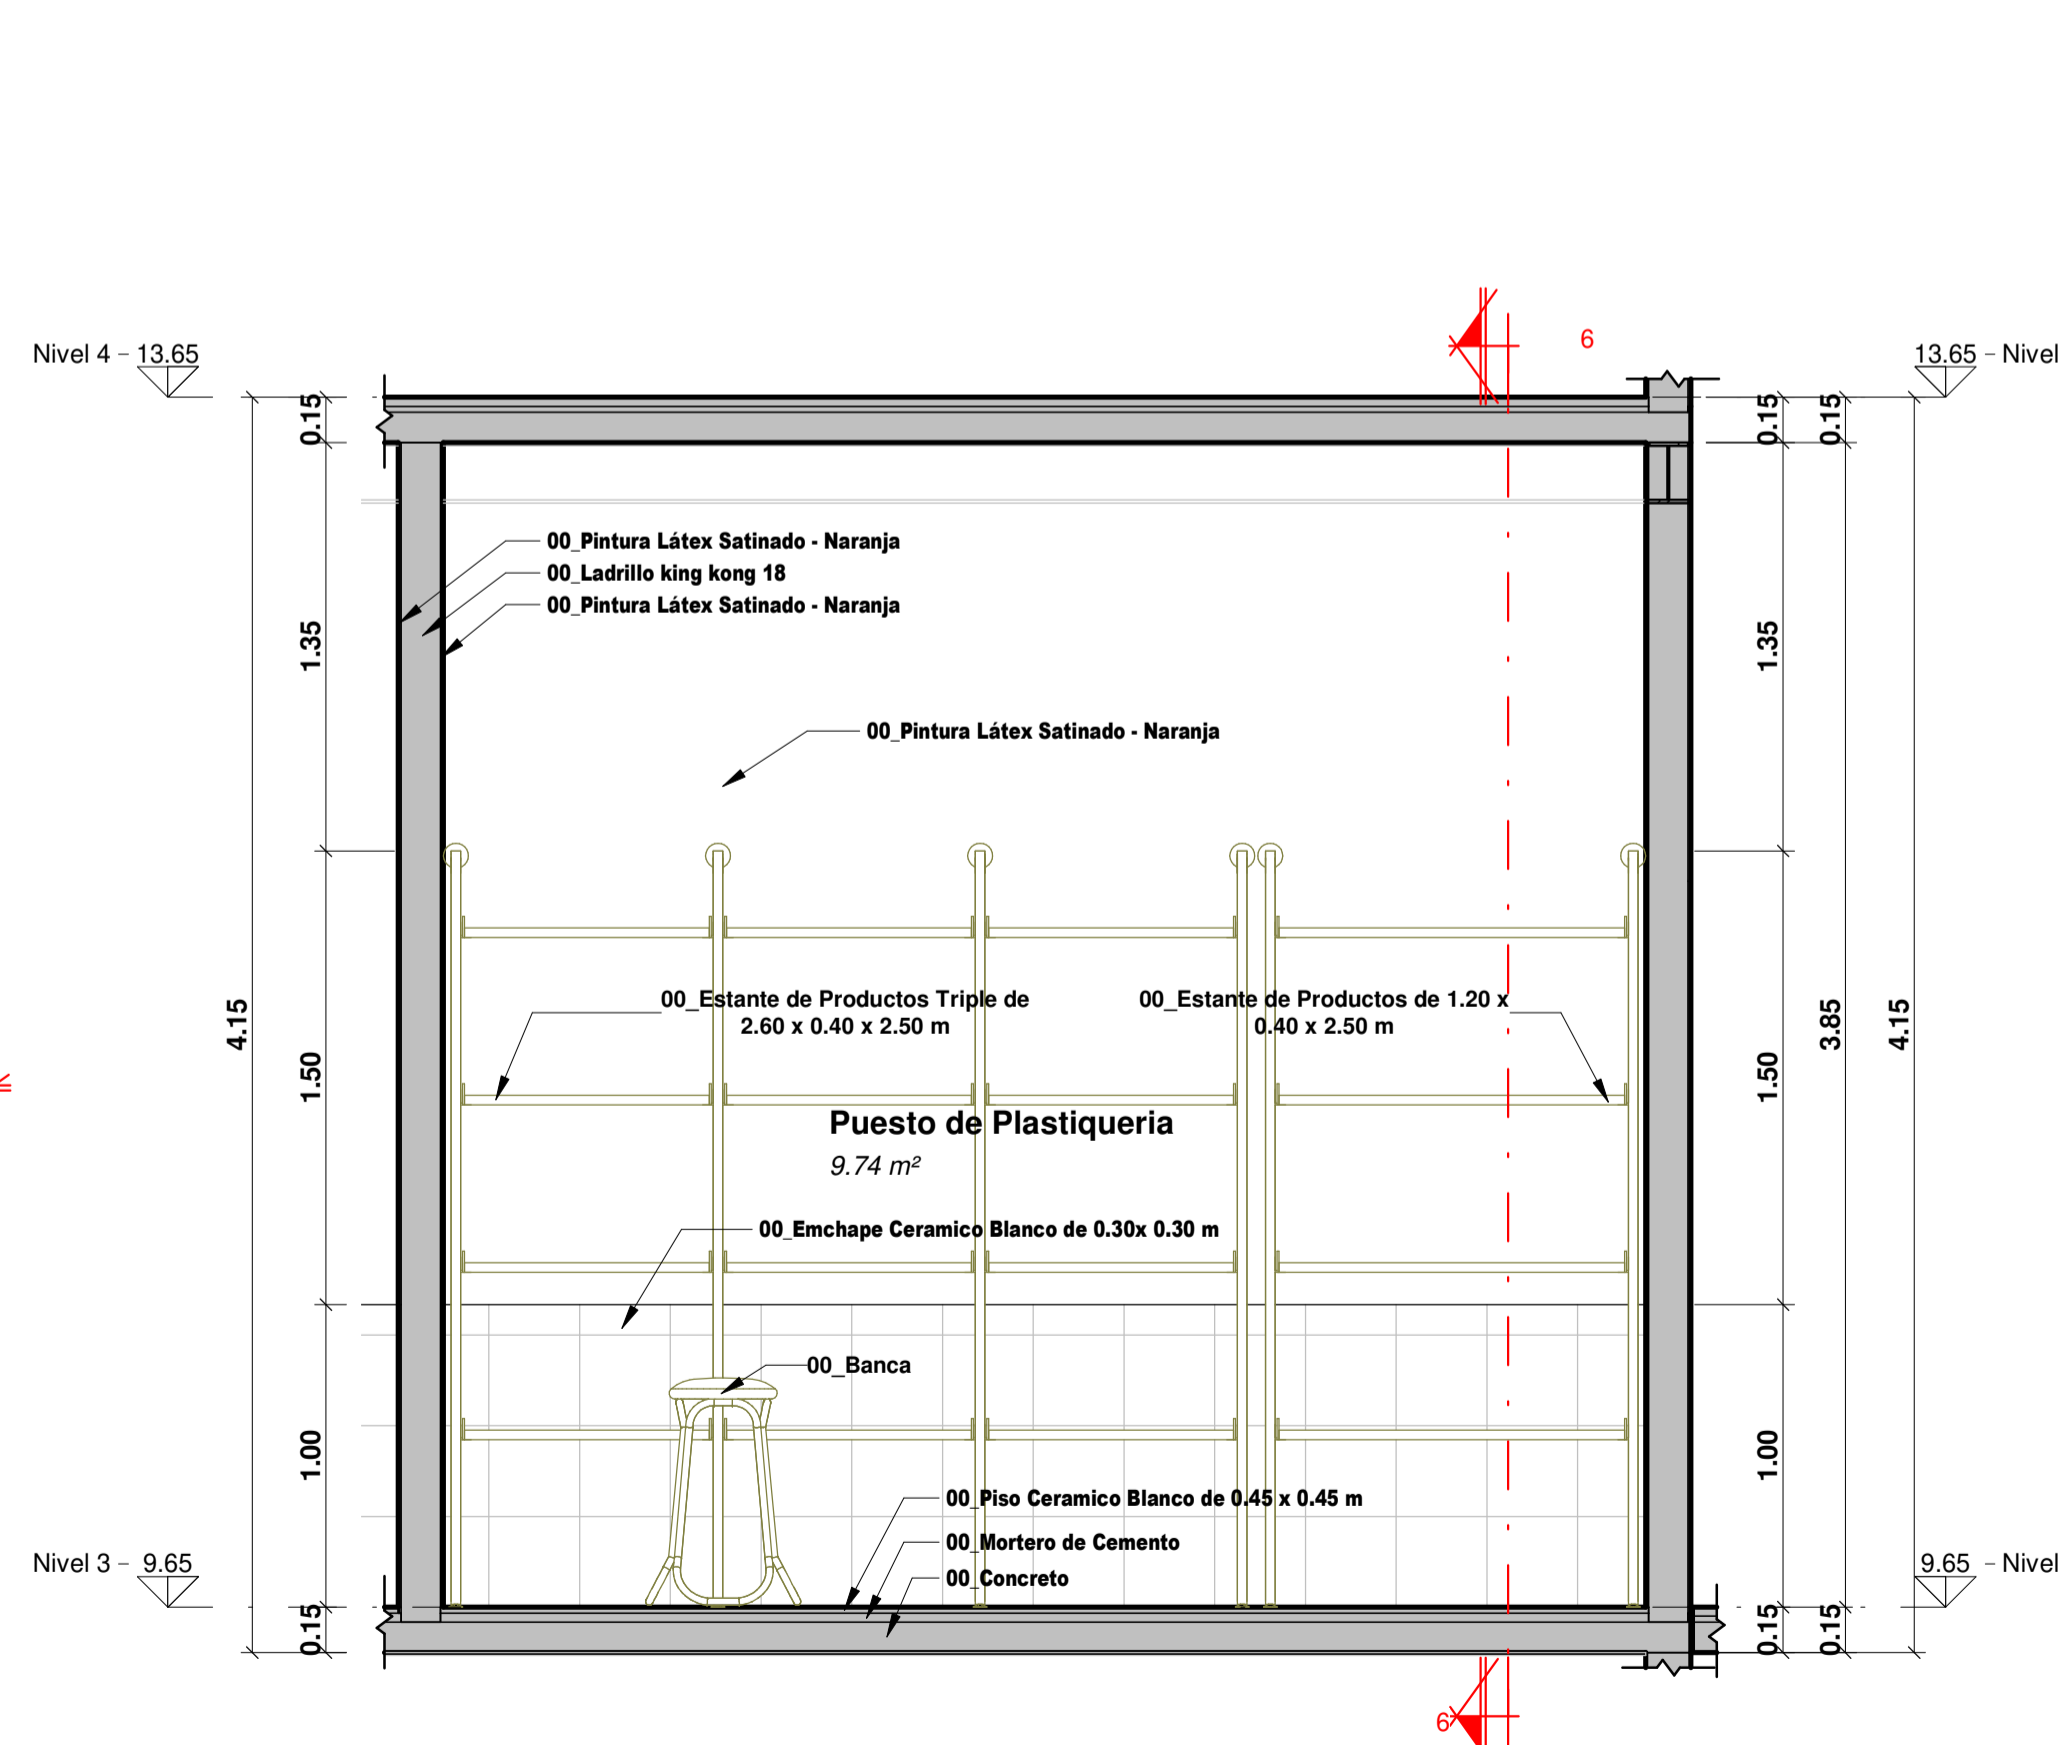 6
Nivel 4 - 13.65
13.65 - Nivel
0.15
0.15
0.15
00_Pintura Látex Satinado - Naranja
00_Ladrillo king kong 18
00_Pintura Látex Satinado - Naranja
1.35
1.35
00_Pintura Látex Satinado - Naranja
00_Estante de Productos Triple de
2.60 x 0.40 x 2.50 m
00_Estante de Productos de 1.20 x
0.40 x 2.50 m
4.15
1.50
1.50
3.85
4.15
Puesto de Plastiqueria
9.74 m²
00_Emchape Ceramico Blanco de 0.30x 0.30 m
00_Banca
1.00
1.00
00_Piso Ceramico Blanco de 0.45 x 0.45 m
00_Mortero de Cemento
00_Concreto
Nivel 3 - 9.65
9.65 - Nivel
0.15
0.15
0.15
6